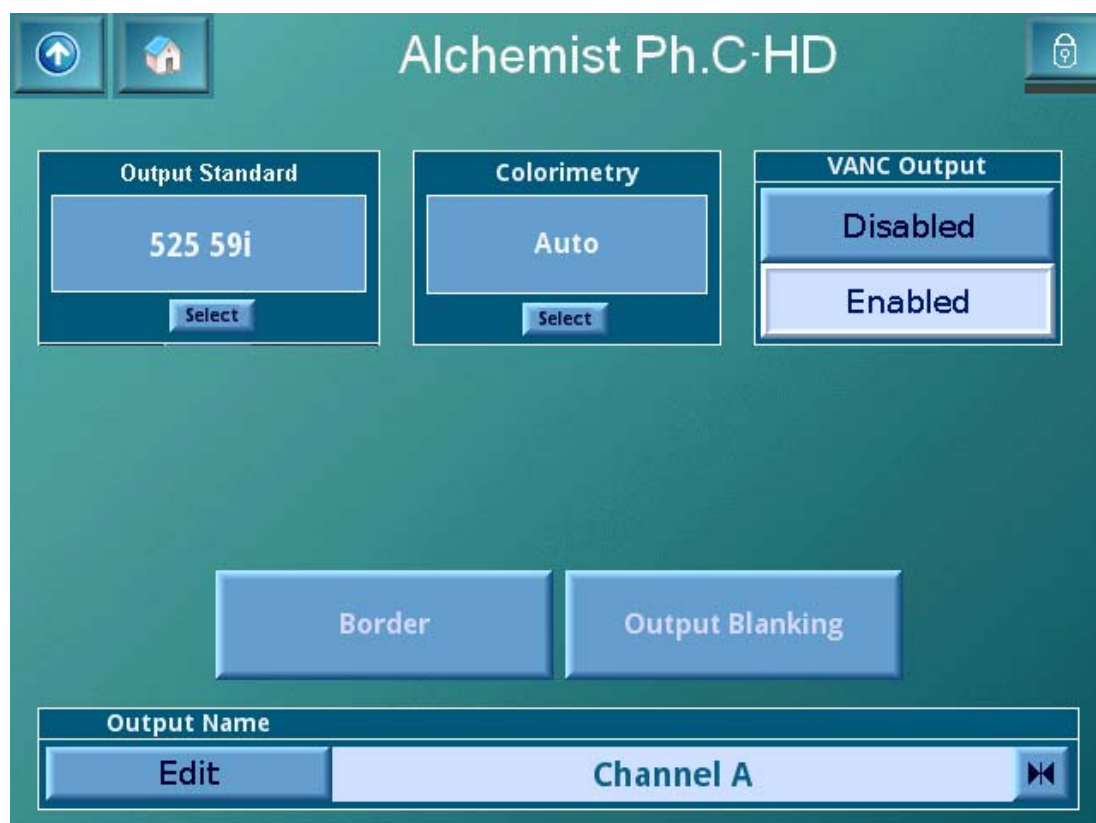 Alchemist Ph.C-HD
Output Standard
525 59i
Select
Colorimetry
Auto
Select
VANC Output
Disabled
Enabled
Border
Output Blanking
Output Name
Edit
Channel A